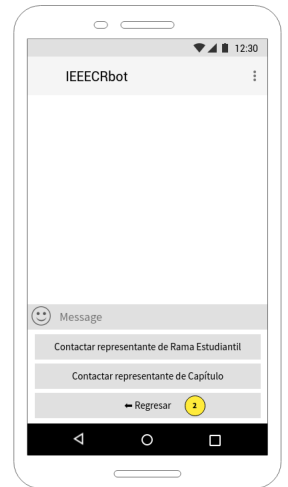 12:30
IEEECRbot
Message
Contactar representante de Rama Estudiantil
Contactar representante de Capítulo
⬅ Regresar 2